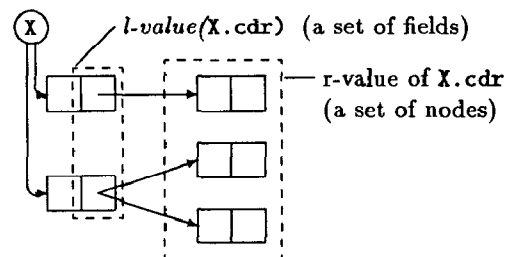 X
l-value(X.cdr) (a set of fields)
r-value of X.cdr
(a set of nodes)